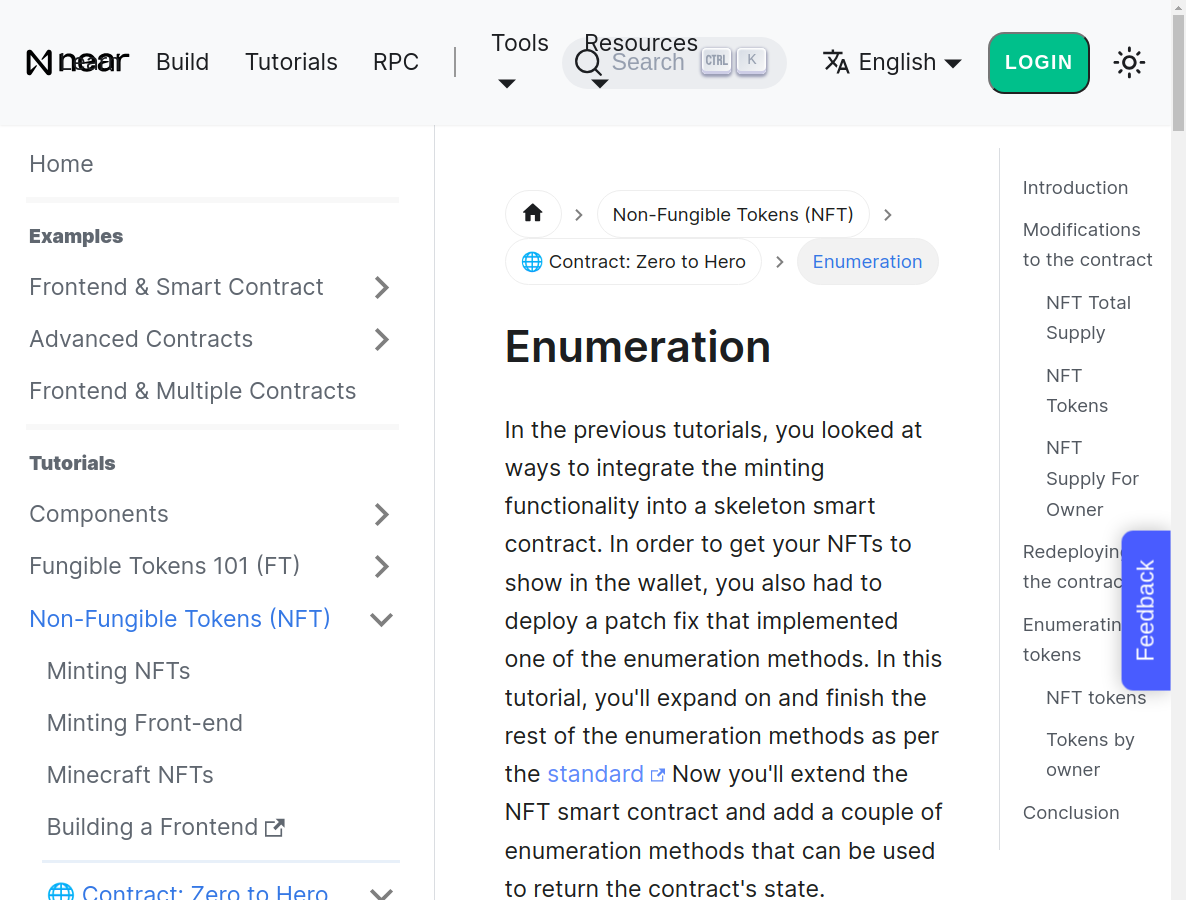 near
Learn
Build
Tutorials
RPC
Tools
Resources
Search
CTRL
K
English
LOGIN
Home
Examples
Frontend & Smart Contract
Advanced Contracts
Frontend & Multiple Contracts
Tutorials
Components
Fungible Tokens 101 (FT)
Non-Fungible Tokens (NFT)
Minting NFTs
Minting Front-end
Minecraft NFTs
Building a Frontend
Contract: Zero to Hero
Non-Fungible Tokens (NFT)
Contract: Zero to Hero
Enumeration
Enumeration
In the previous tutorials, you looked at
ways to integrate the minting
functionality into a skeleton smart
contract. In order to get your NFTs to
show in the wallet, you also had to
deploy a patch fix that implemented
one of the enumeration methods. In this
tutorial, you'll expand on and finish the
rest of the enumeration methods as per
the standard Now you'll extend the
NFT smart contract and add a couple of
enumeration methods that can be used
to return the contract's state.
Introduction
Modifications
to the contract
NFT Total
Supply
NFT
Tokens
NFT
Supply For
Owner
Redeploying
the contrac
Enumeratin
tokens
NFT tokens
Tokens by
owner
Conclusion
Feedback